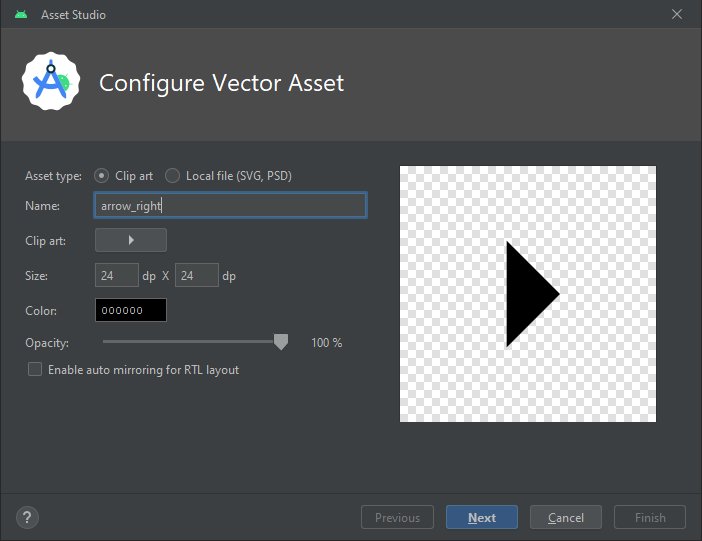 Asset Studio
Configure Vector Asset
Asset type: Clip art Local file (SVG, PSD)
Name: arrow_right
Clip art:
Size: 24 dp X 24 dp
Color: 000000
Opacity: 100 %
Enable auto mirroring for RTL layout
? Previous Next Cancel Finish